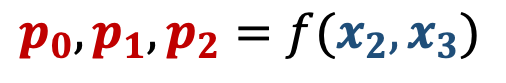 p₀, p₁, p₂ = f(x₂, x₃)